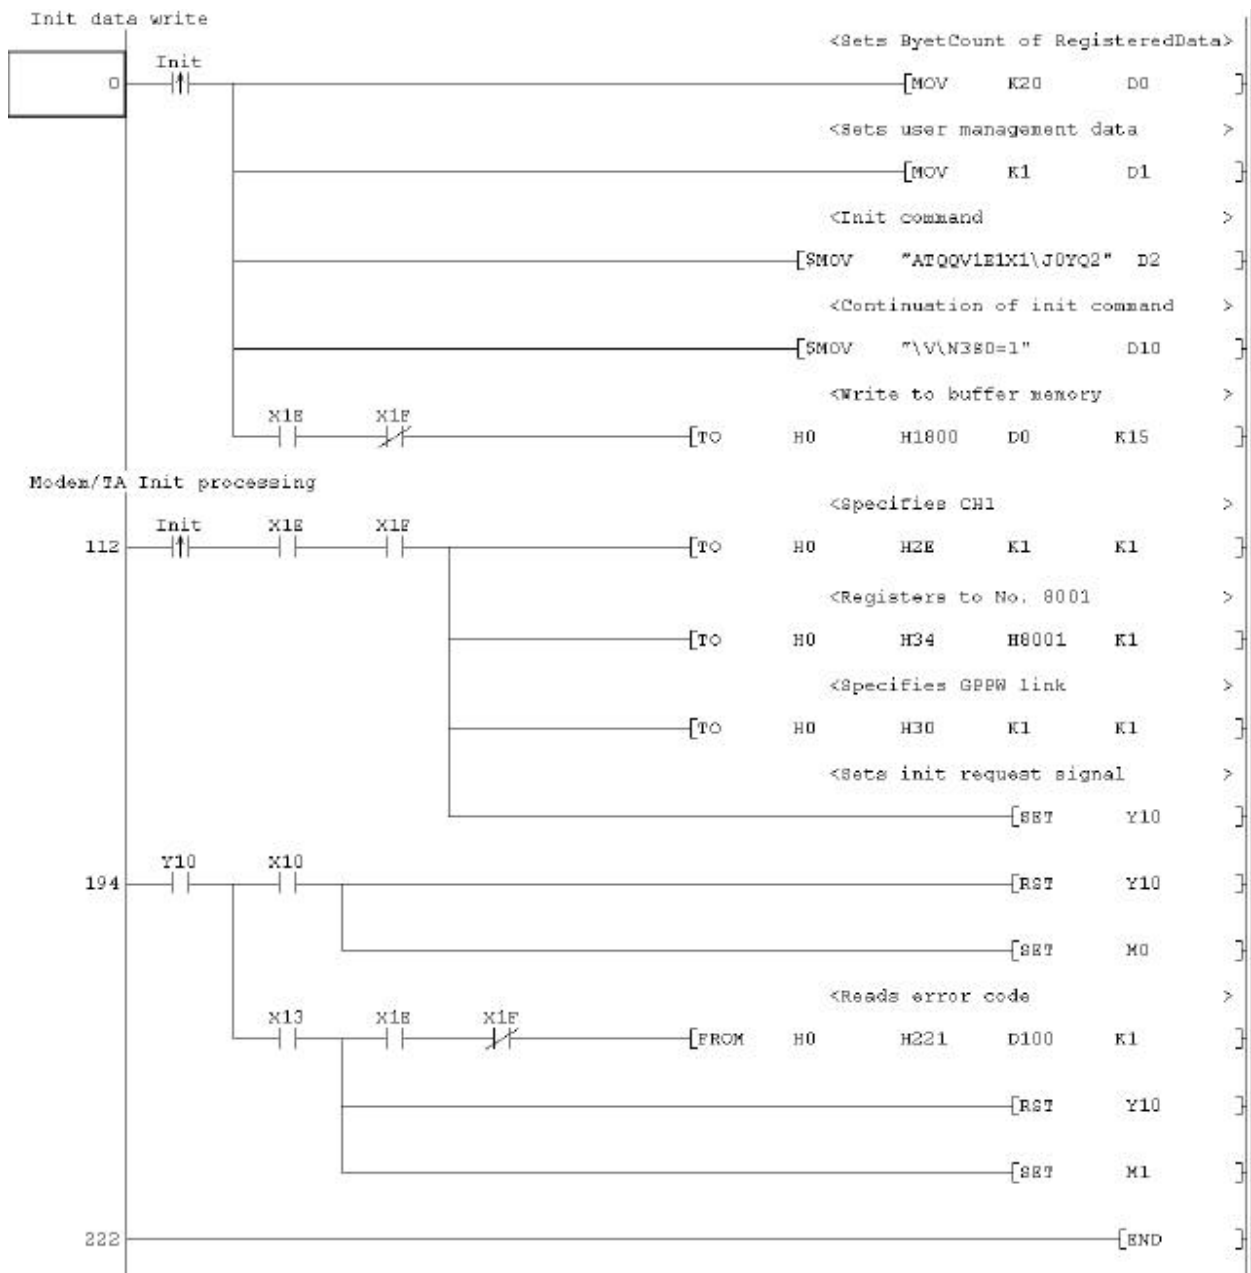 Init data write
<Sets ByetCount of RegisteredData>
Init
0 [MOV K20 D0 ]
<Sets user management data >
[MOV K1 D1 ]
<Init command >
[$MOV "ATQQV1E1X1\J0YQ2" D2 ]
<Continuation of init command >
[$MOV "\V\N3S0=1" D10 ]
<Write to buffer memory >
X1E X1F
[TO H0 H1800 D0 K15 ]
Modem/TA Init processing
<Specifies CH1 >
Init X1E X1F
112 [TO H0 H2E K1 K1 ]
<Registers to No. 8001 >
[TO H0 H34 H8001 K1 ]
<Specifies GPPW link >
[TO H0 H30 K1 K1 ]
<Sets init request signal >
[SET Y10 ]
Y10 X10
194 [RST Y10 ]
[SET M0 ]
<Reads error code >
X13 X1E X1F
[FROM H0 H221 D100 K1 ]
[RST Y10 ]
[SET M1 ]
222 [END ]